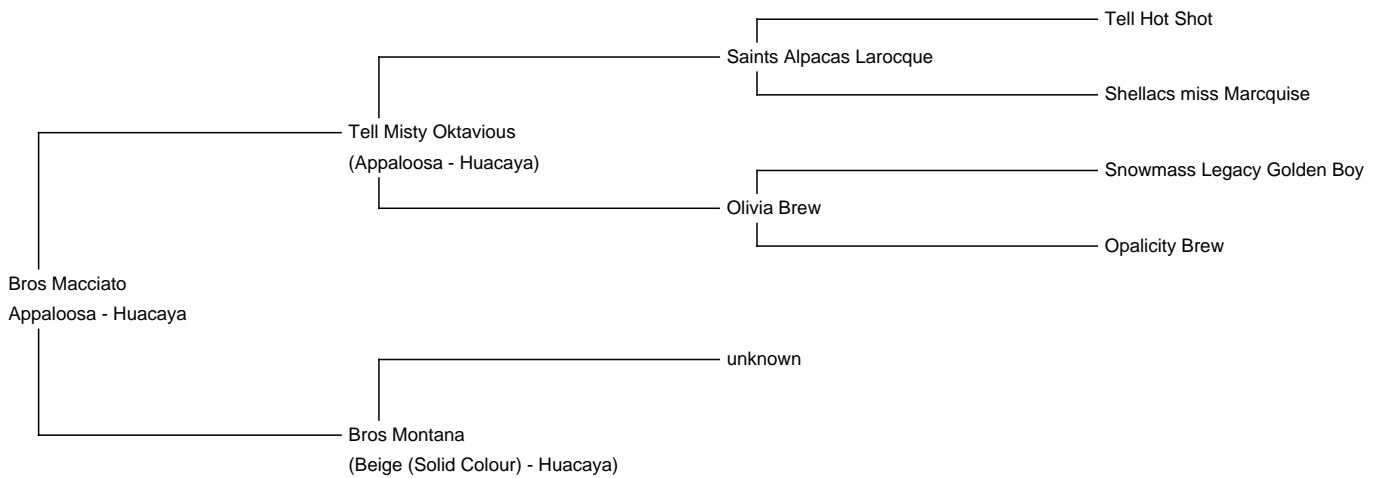 Tell Hot Shot
Saints Alpacas Larocque
Shellacs miss Marcquise
Tell Misty Oktavious
(Appaloosa - Huacaya)
Snowmass Legacy Golden Boy
Olivia Brew
Opalicity Brew
Bros Macciato
Appaloosa - Huacaya
unknown
Bros Montana
(Beige (Solid Colour) - Huacaya)